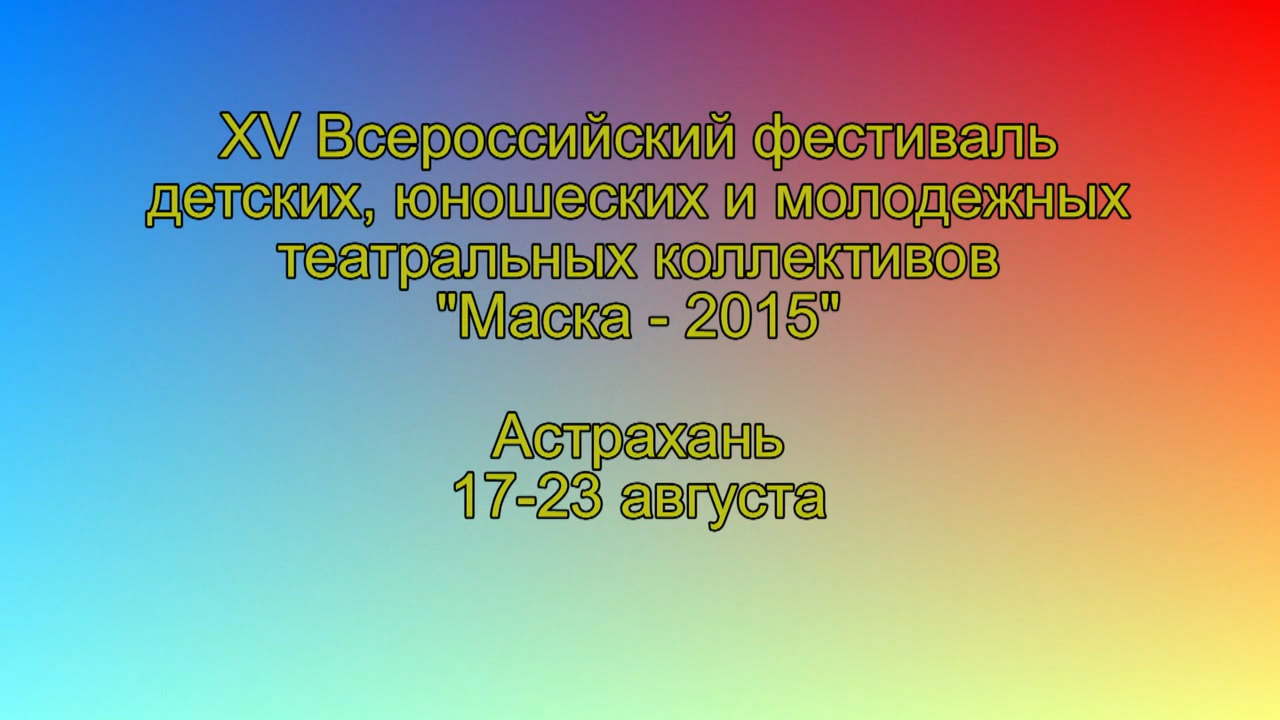 XV Всероссийский фестиваль
детских, юношеских и молодежных
театральных коллективов
"Маска - 2015"
Астрахань
17-23 августа